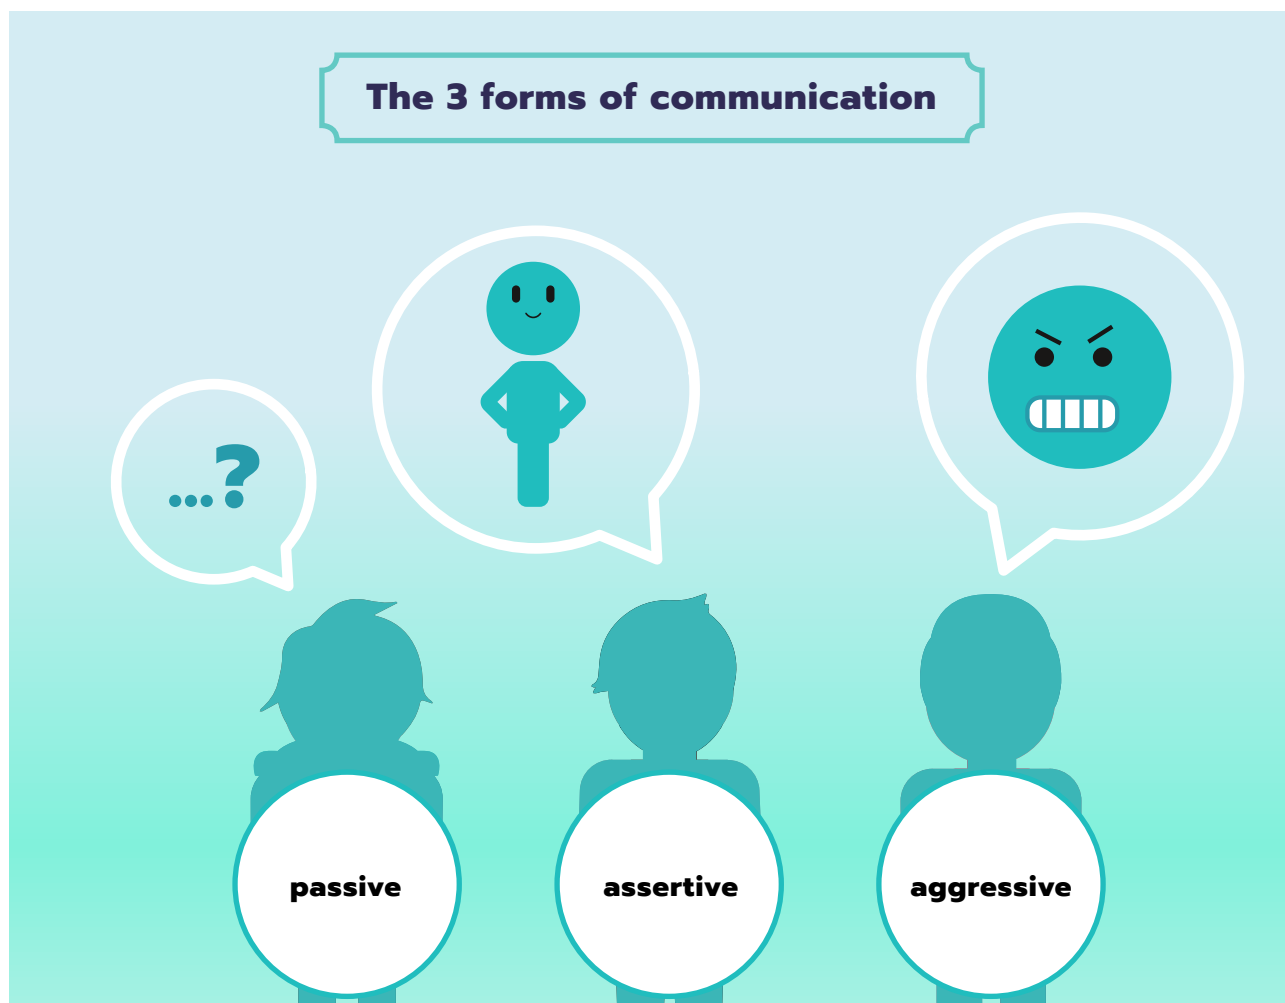 The 3 forms of communication
...?
passive
assertive
aggressive